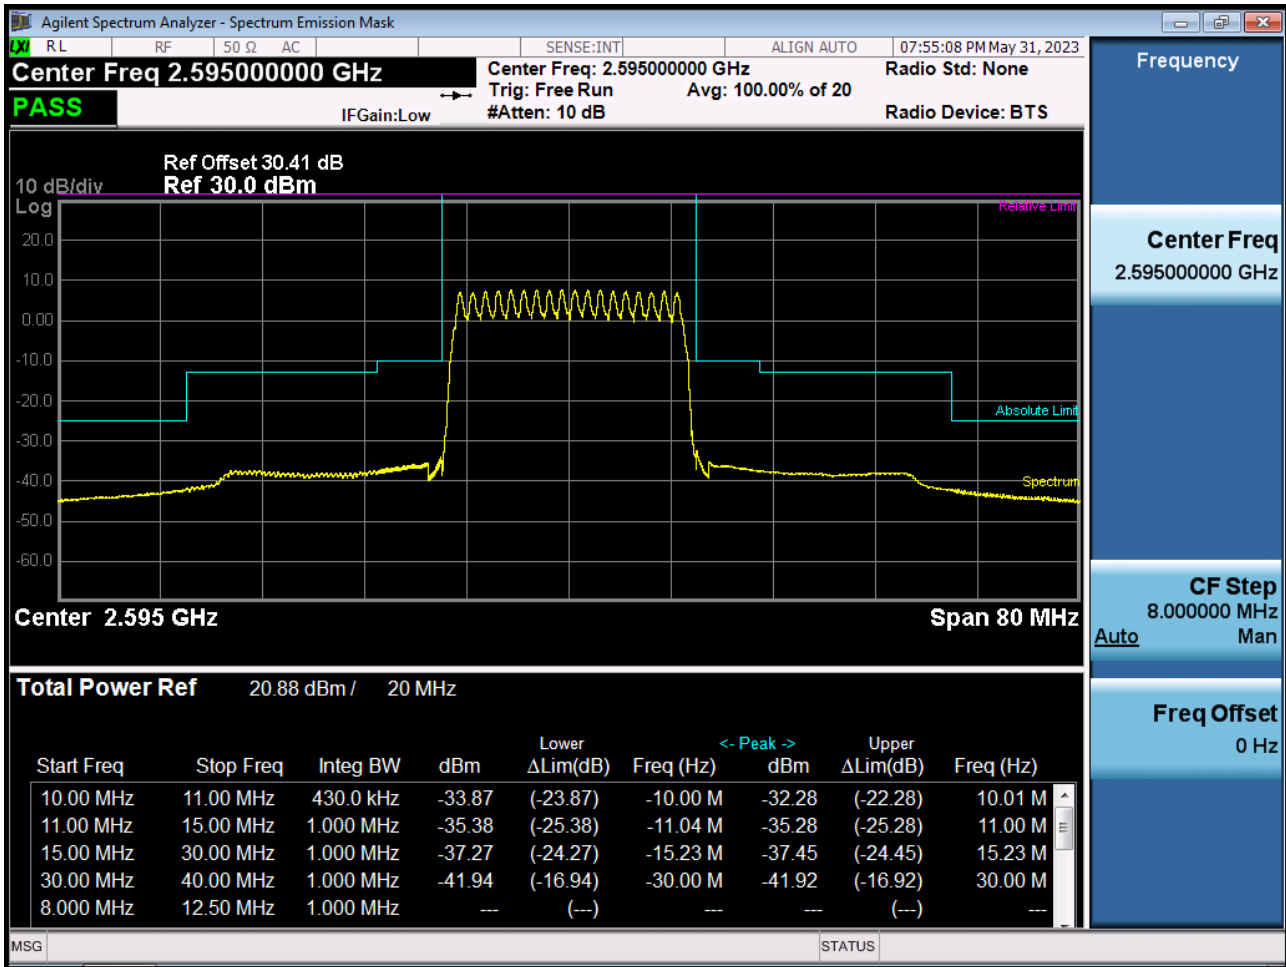 Agilent Spectrum Analyzer - Spectrum Emission Mask
LXI RL RF 50 Ω AC SENSE:INT ALIGN AUTO 07:55:08 PM May 31, 2023
Center Freq 2.595000000 GHz
Center Freq: 2.595000000 GHz Radio Std: None
Trig: Free Run Avg: 100.00% of 20
PASS IFGain:Low #Atten: 10 dB Radio Device: BTS
Ref Offset 30.41 dB
10 dB/div Ref 30.0 dBm
Log
Relative Limit
20.0
10.0
0.00
-10.0
-20.0
Absolute Limit
-30.0
-40.0
Spectrum
-50.0
-60.0
Center 2.595 GHz Span 80 MHz
Total Power Ref 20.88 dBm / 20 MHz
Lower <- Peak -> Upper
Start Freq Stop Freq Integ BW dBm ΔLim(dB) Freq (Hz) dBm ΔLim(dB) Freq (Hz)
10.00 MHz 11.00 MHz 430.0 kHz -33.87 (-23.87) -10.00 M -32.28 (-22.28) 10.01 M
11.00 MHz 15.00 MHz 1.000 MHz -35.38 (-25.38) -11.04 M -35.28 (-25.28) 11.00 M
15.00 MHz 30.00 MHz 1.000 MHz -37.27 (-24.27) -15.23 M -37.45 (-24.45) 15.23 M
30.00 MHz 40.00 MHz 1.000 MHz -41.94 (-16.94) -30.00 M -41.92 (-16.92) 30.00 M
8.000 MHz 12.50 MHz 1.000 MHz --- (---) --- --- (---) ---
MSG STATUS
Frequency
Center Freq
2.595000000 GHz
CF Step
8.000000 MHz
Auto Man
Freq Offset
0 Hz